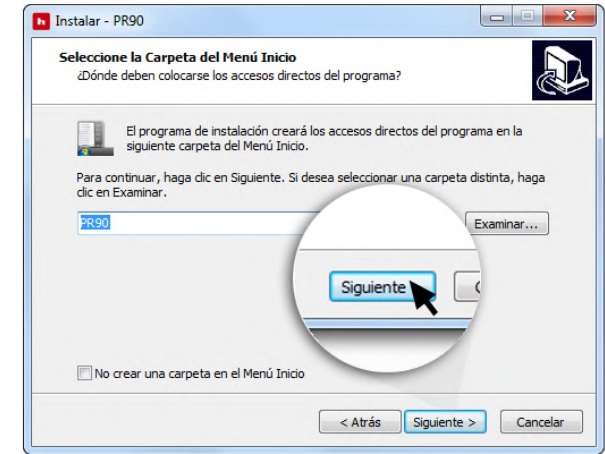 Instalar - PR90
Seleccione la Carpeta del Menú Inicio
¿Dónde deben colocarse los accesos directos del programa?
El programa de instalación creará los accesos directos del programa en la
siguiente carpeta del Menú Inicio.
Para continuar, haga clic en Siguiente. Si desea seleccionar una carpeta distinta, haga
clic en Examinar.
PR90
Examinar...
Siguiente
No crear una carpeta en el Menú Inicio
< Atrás
Siguiente >
Cancelar